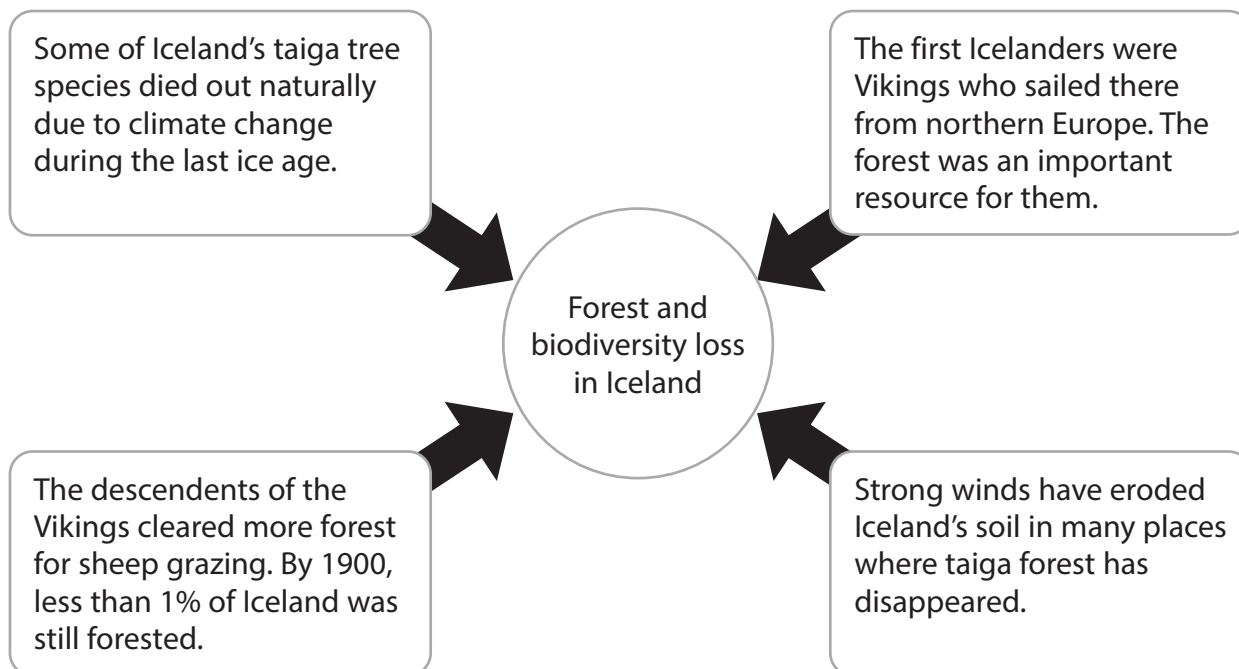 Some of Iceland’s taiga tree
species died out naturally
due to climate change
during the last ice age.
The first Icelanders were
Vikings who sailed there
from northern Europe. The
forest was an important
resource for them.
Forest and
biodiversity loss
in Iceland
The descendents of the
Vikings cleared more forest
for sheep grazing. By 1900,
less than 1% of Iceland was
still forested.
Strong winds have eroded
Iceland’s soil in many places
where taiga forest has
disappeared.